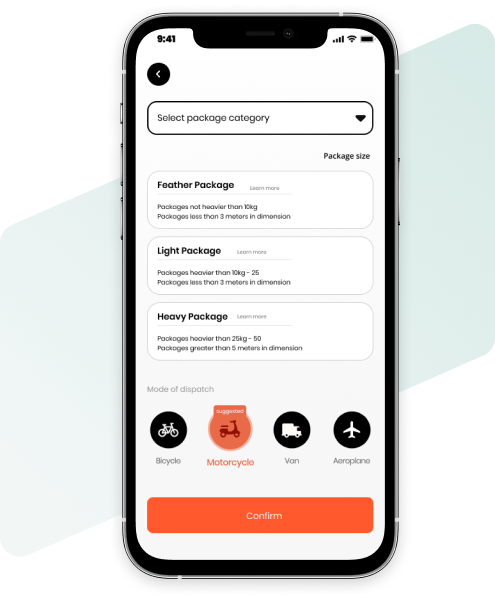 9:41
Select package category
Package size
Feather Package Learn more
Packages not heavier than 10kg
Packages less than 3 meters in dimension
Light Package Learn more
Packages heavier than 10kg - 25
Packages less than 3 meters in dimension
Heavy Package Learn more
Packages heavier than 25kg - 50
Packages greater than 5 meters in dimension
Mode of dispatch
suggested
Bicycle Motorcycle Van Aeroplane
Confirm